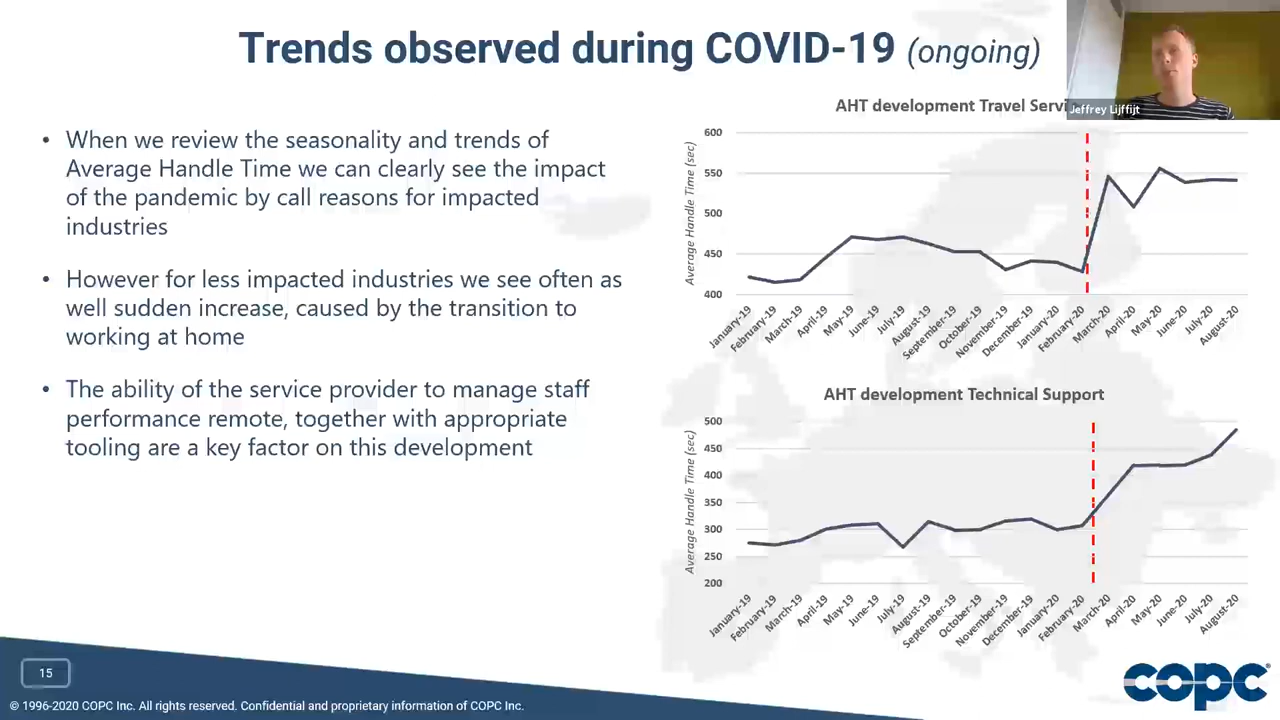 Trends observed during COVID-19 (ongoing)
Jeffrey Lijffijt
• When we review the seasonality and trends of
Average Handle Time we can clearly see the impact
of the pandemic by call reasons for impacted
industries
• However for less impacted industries we see often as
well sudden increase, caused by the transition to
working at home
• The ability of the service provider to manage staff
performance remote, together with appropriate
tooling are a key factor on this development
AHT development Travel Servi
Average Handle Time (sec)
600
550
500
450
400
January-19
February-19
March-19
April-19
May-19
June-19
July-19
August-19
September-19
October-19
November-19
December-19
January-20
February-20
March-20
April-20
May-20
June-20
July-20
August-20
AHT development Technical Support
Average Handle Time (sec)
500
450
400
350
300
250
200
January-19
February-19
March-19
April-19
May-19
June-19
July-19
August-19
September-19
October-19
November-19
December-19
January-20
February-20
March-20
April-20
May-20
June-20
July-20
August-20
15
© 1996-2020 COPC Inc. All rights reserved. Confidential and proprietary information of COPC Inc.
copc®